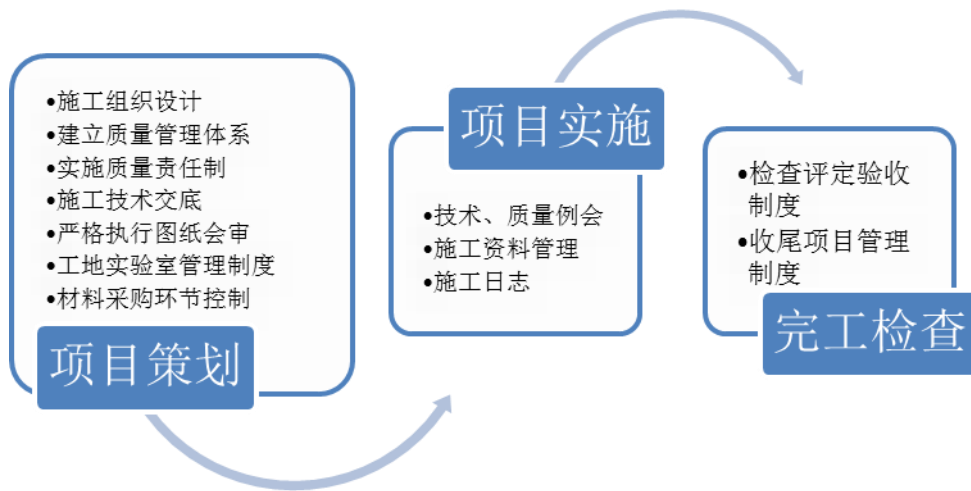 •施工组织设计
•建立质量管理体系
•实施质量责任制
•施工技术交底
•严格执行图纸会审
•工地实验室管理制度
•材料采购环节控制
项目策划
项目实施
•技术、质量例会
•施工资料管理
•施工日志
•检查评定验收
制度
•收尾项目管理
制度
完工检查